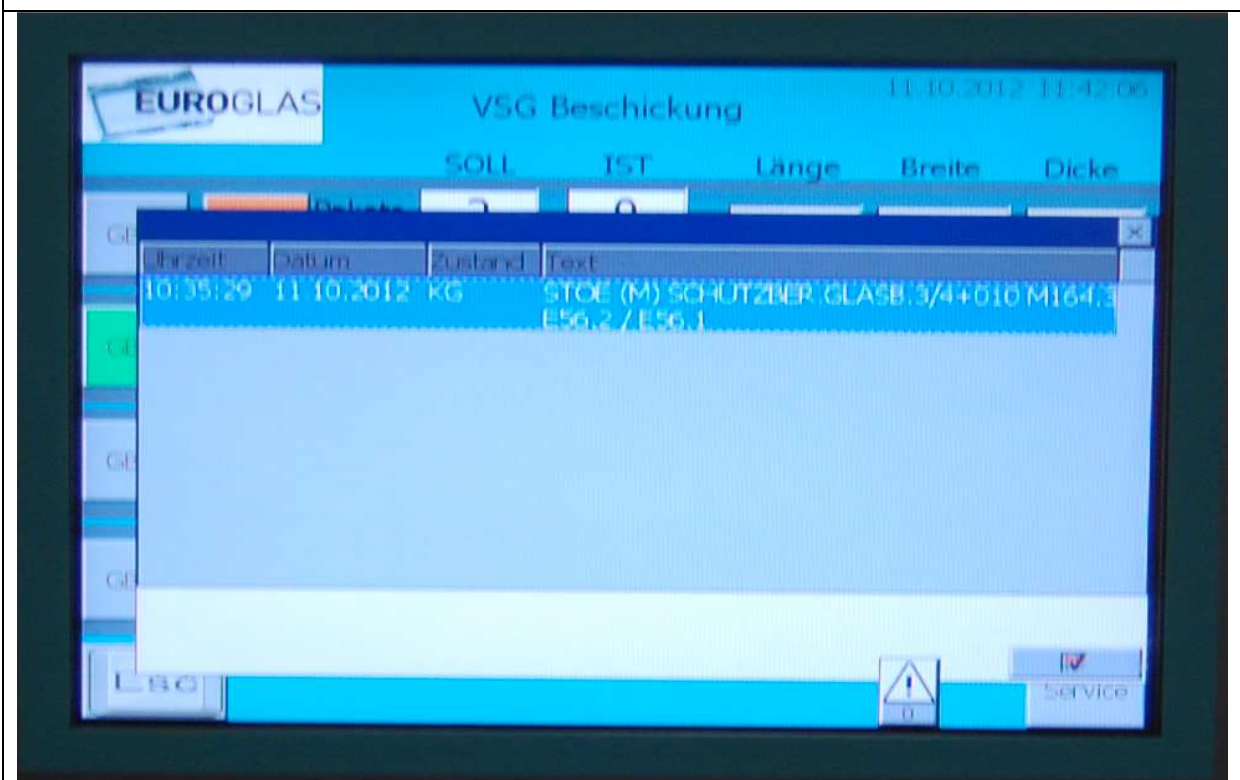 EUROGLAS
VSG Beschickung
11.10.2012 11:42:06
SOLL IST Länge Breite Dicke
Uhrzeit Datum Zustand Text
10:35:29 11.10.2012 KG STOE (M) SCHUTZBER.GLASB.3/4+010 M164.3
E56.2 / E56.1
ESG
0
Service